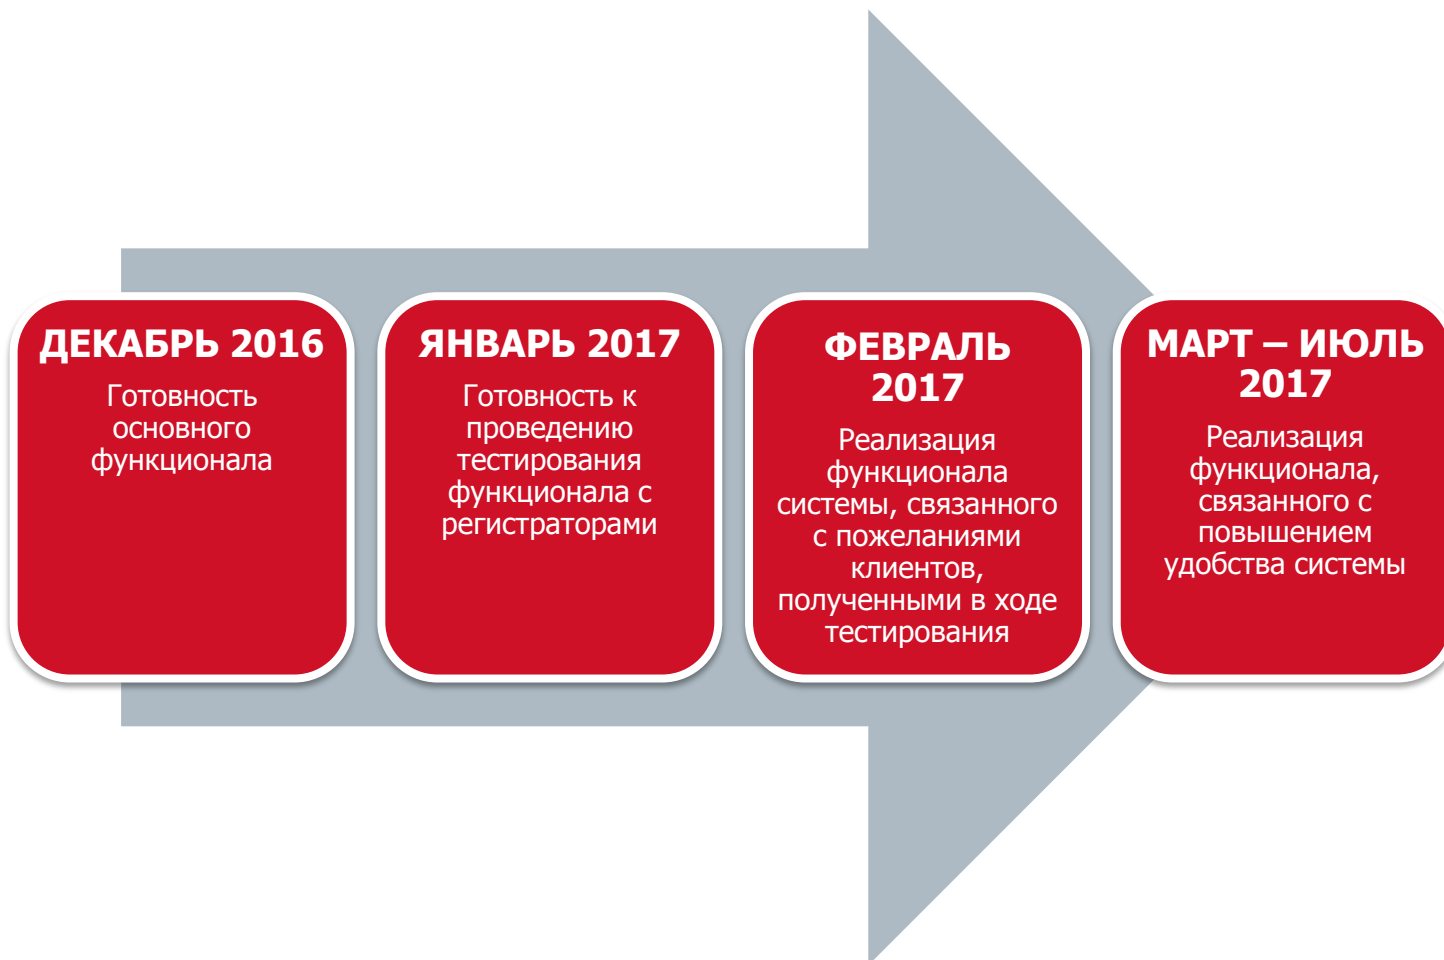 ДЕКАБРЬ 2016
Готовность
основного
функционала
ЯНВАРЬ 2017
Готовность к
проведению
тестирования
функционала с
регистраторами
ФЕВРАЛЬ
2017
Реализация
функционала
системы, связанного
с пожеланиями
клиентов,
полученными в ходе
тестирования
МАРТ – ИЮЛЬ
2017
Реализация
функционала,
связанного с
повышением
удобства системы